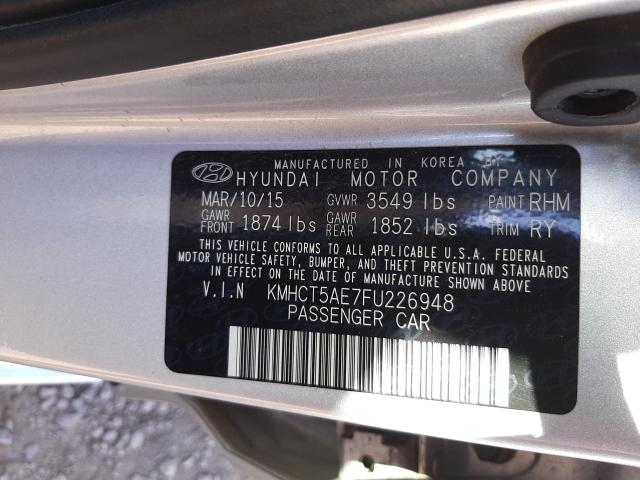 MANUFACTURED IN KOREA BY
HYUNDAI MOTOR COMPANY
MAR/10/15 GVWR 3549 lbs PAINT RHM
GAWR FRONT 1874 lbs GAWR REAR 1852 lbs TRIM RY
THIS VEHICLE CONFORMS TO ALL APPLICABLE U.S.A. FEDERAL
MOTOR VEHICLE SAFETY, BUMPER, AND THEFT PREVENTION STANDARDS
IN EFFECT ON THE DATE OF MANUFACTURE SHOWN ABOVE.
V.I.N KMHCT5AE7FU226948
PASSENGER CAR